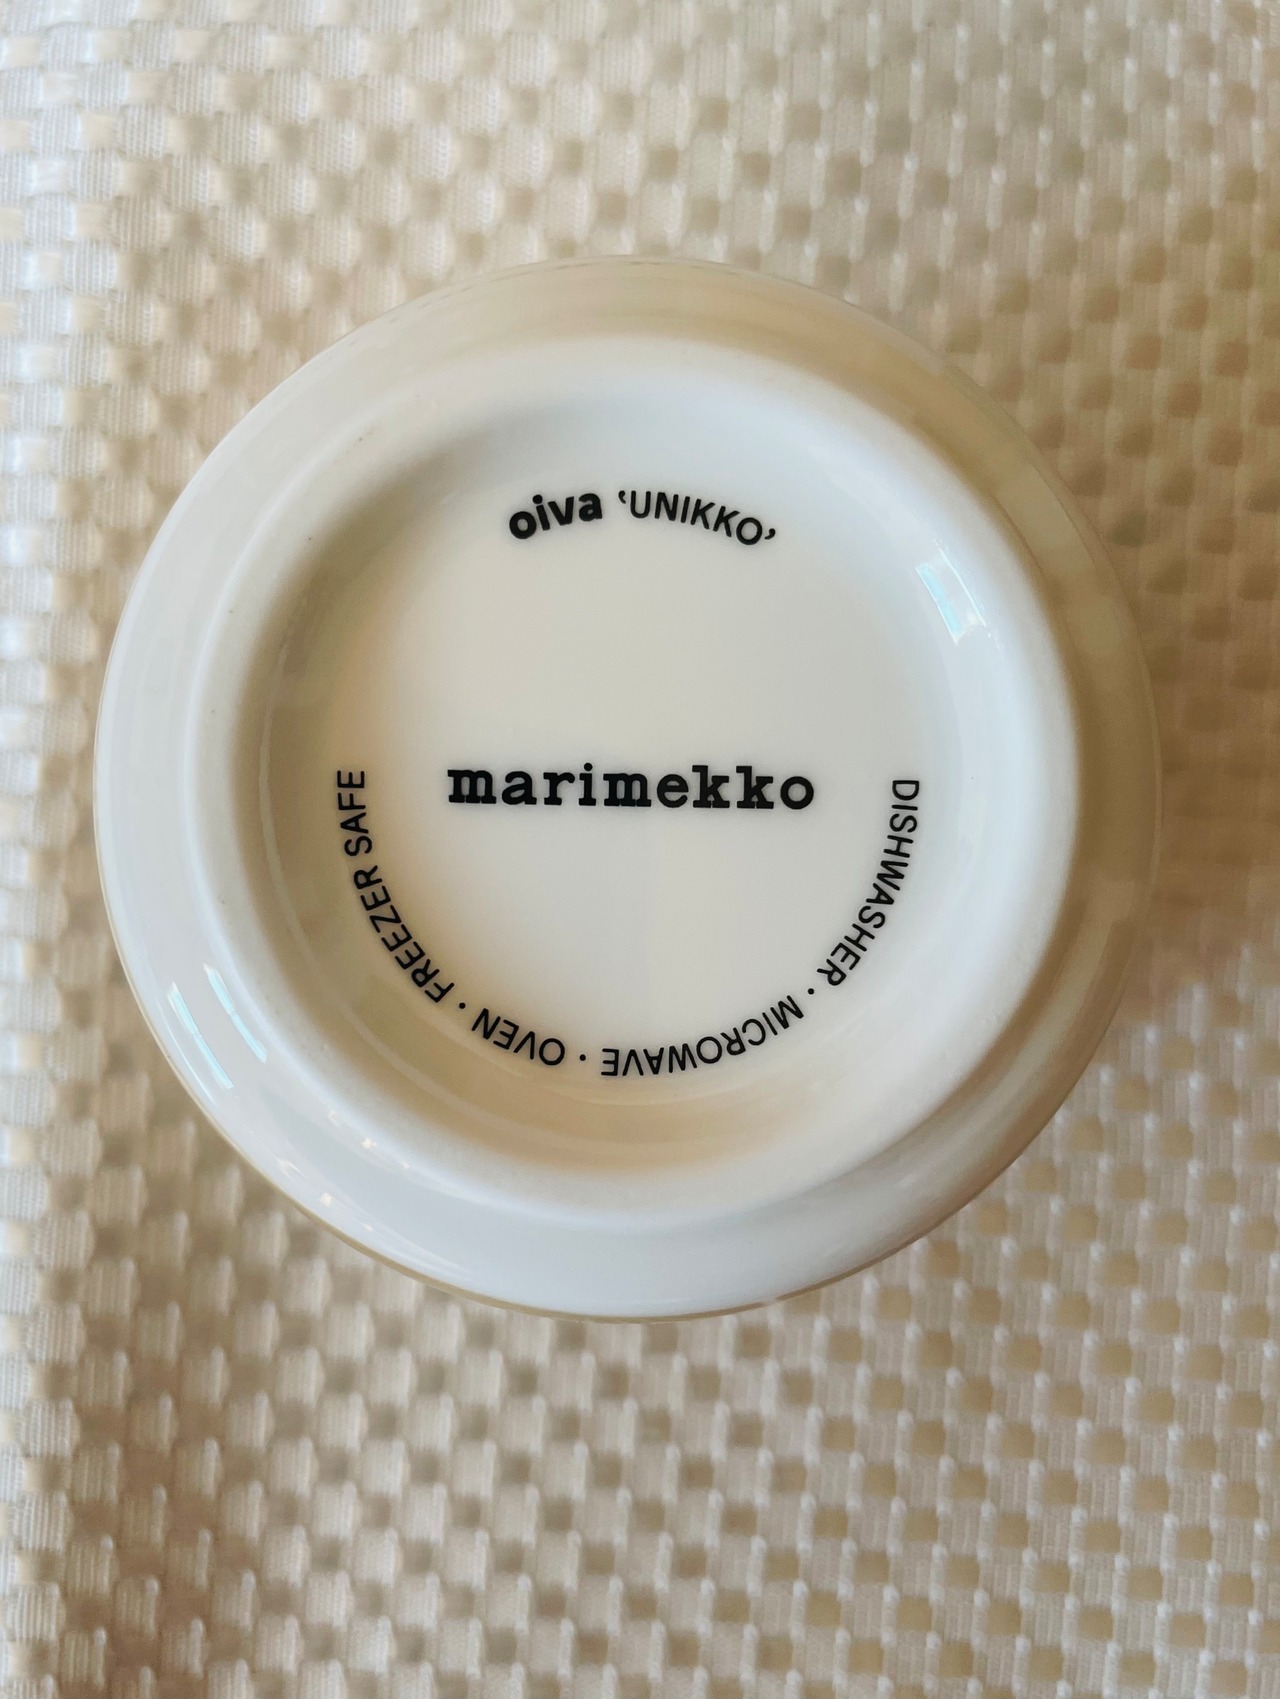 oiva ‘UNIKKO’
marimekko
DISHWASHER · MICROWAVE · OVEN · FREEZER SAFE